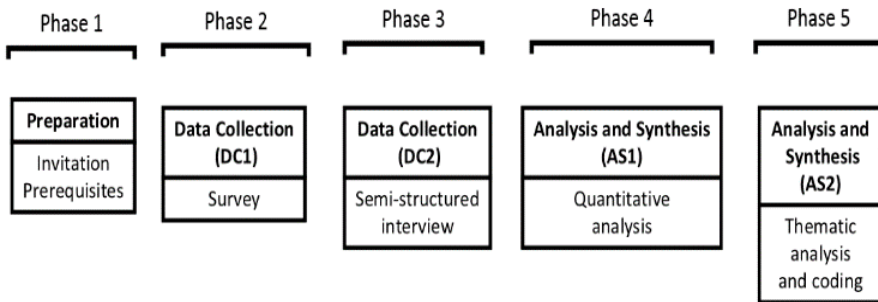 Phase 1
Phase 2
Phase 3
Phase 4
Phase 5
Preparation
Invitation
Prerequisites
Data Collection
(DC1)
Survey
Data Collection
(DC2)
Semi-structured
interview
Analysis and Synthesis
(AS1)
Quantitative
analysis
Analysis and
Synthesis
(AS2)
Thematic
analysis
and coding